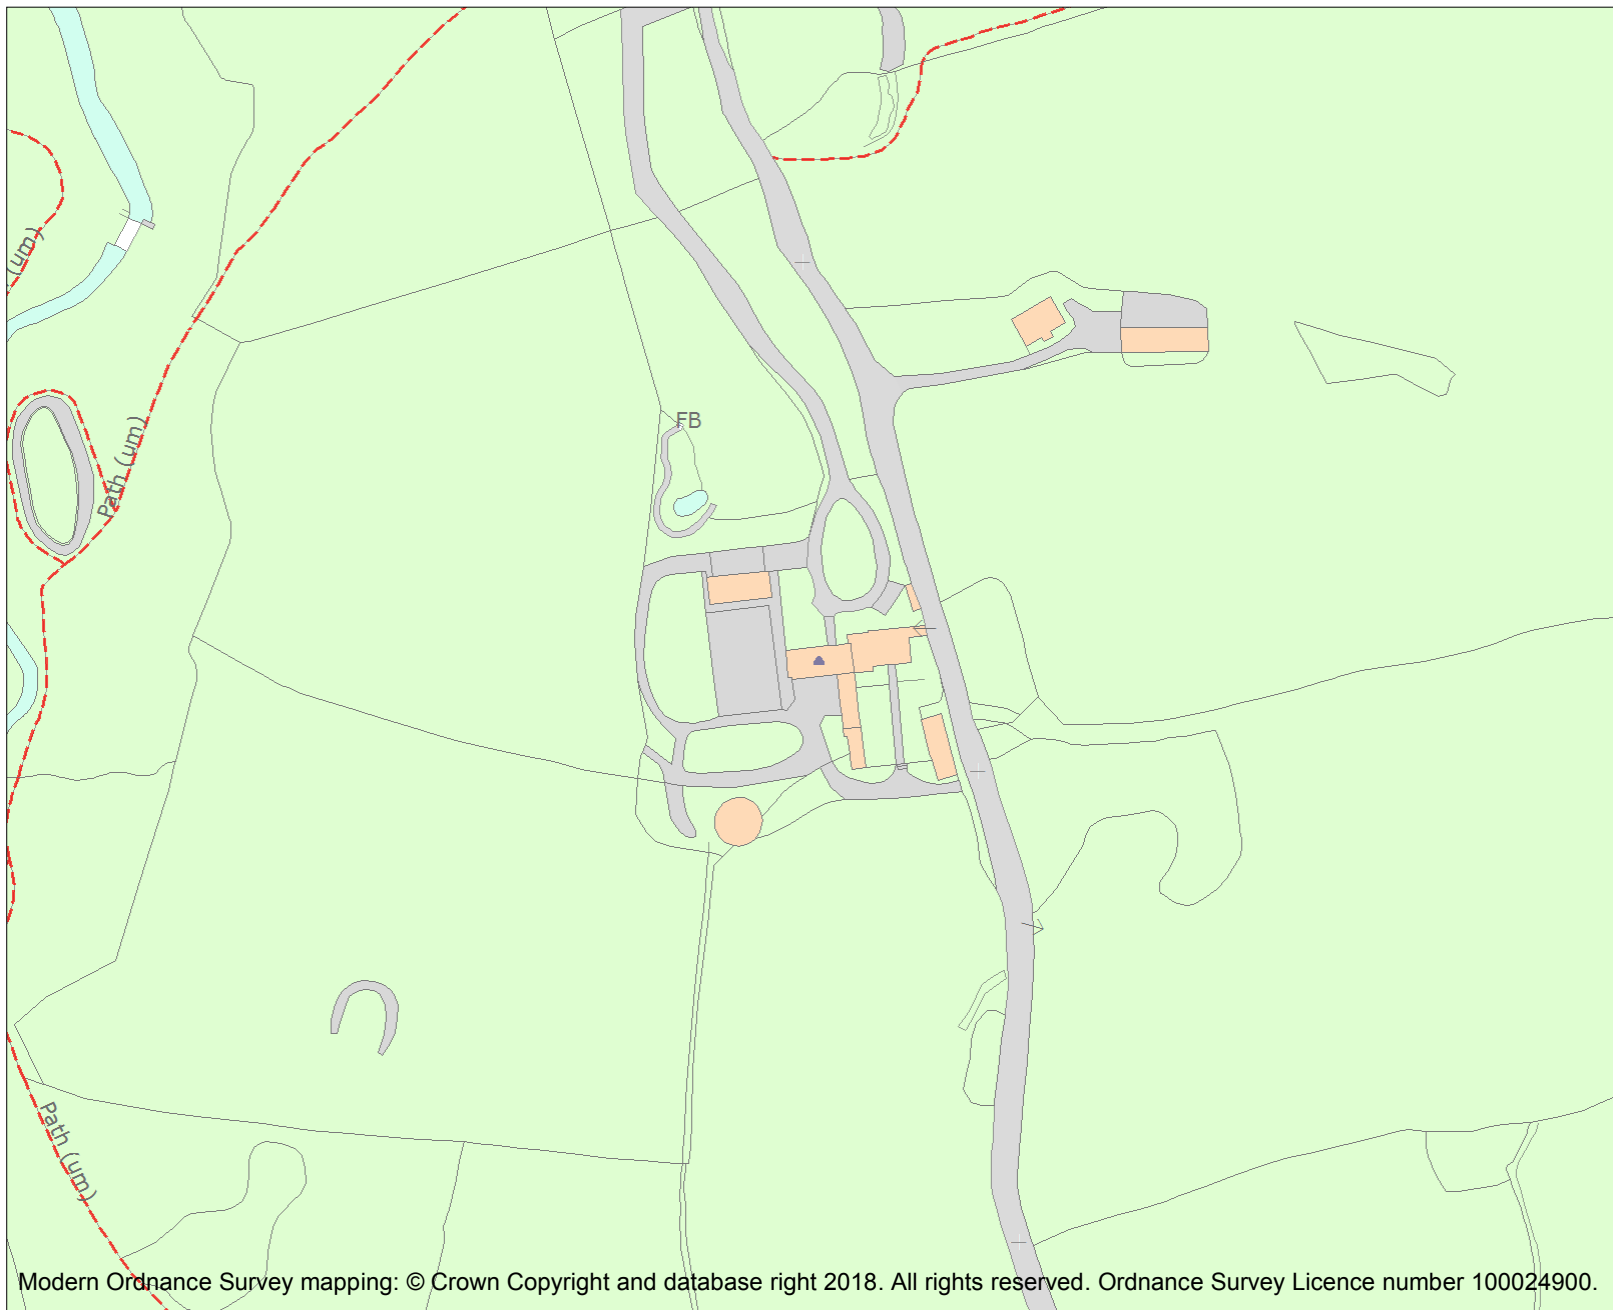 (um)
FB
Path (um)
Path (um)
Modern Ordnance Survey mapping: © Crown Copyright and database right 2018. All rights reserved. Ordnance Survey Licence number 100024900.